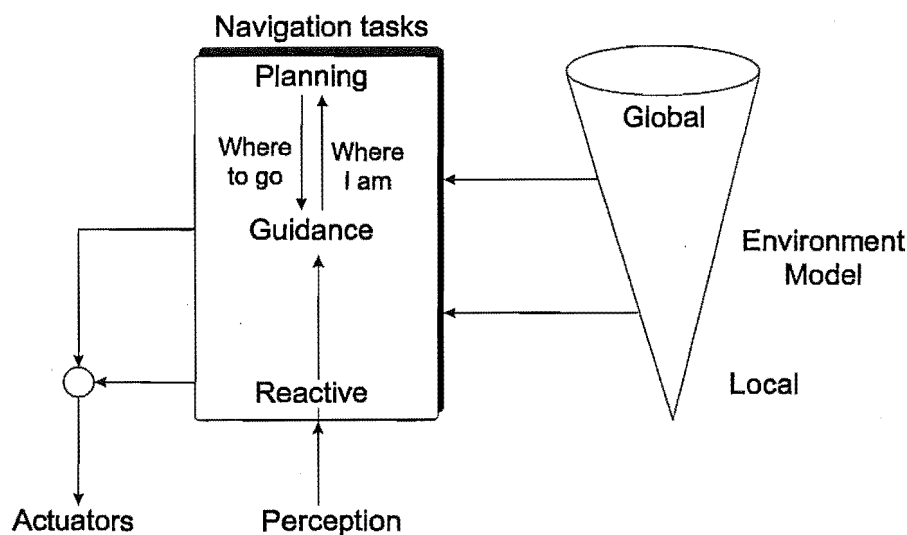 Navigation tasks
Planning
Where
to go
Where
I am
Guidance
Reactive
Global
Environment
Model
Local
Actuators
Perception